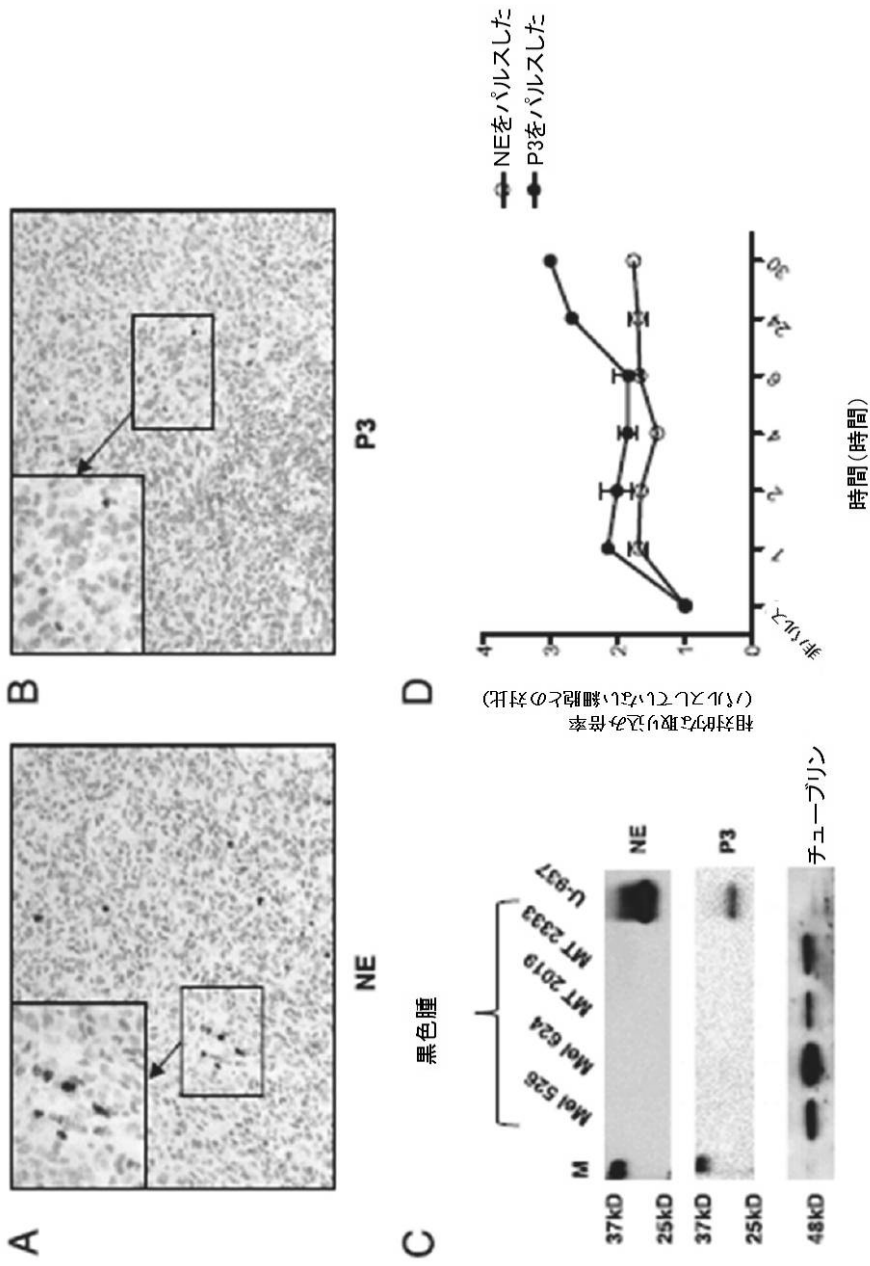 A
NE
B
P3
C
黒色腫
M
Mel 526
Mel 624
MT 2019
MT 2333
U-937
37kD
25kD
NE
37kD
25kD
P3
48kD
チューブリン
D
相対的な取り込み倍率
(パルスしていない細胞との対比)
4
3
2
1
0
非パルス
1
2
4
6
24
30
時間(時間)
NEをパルスした
P3をパルスした